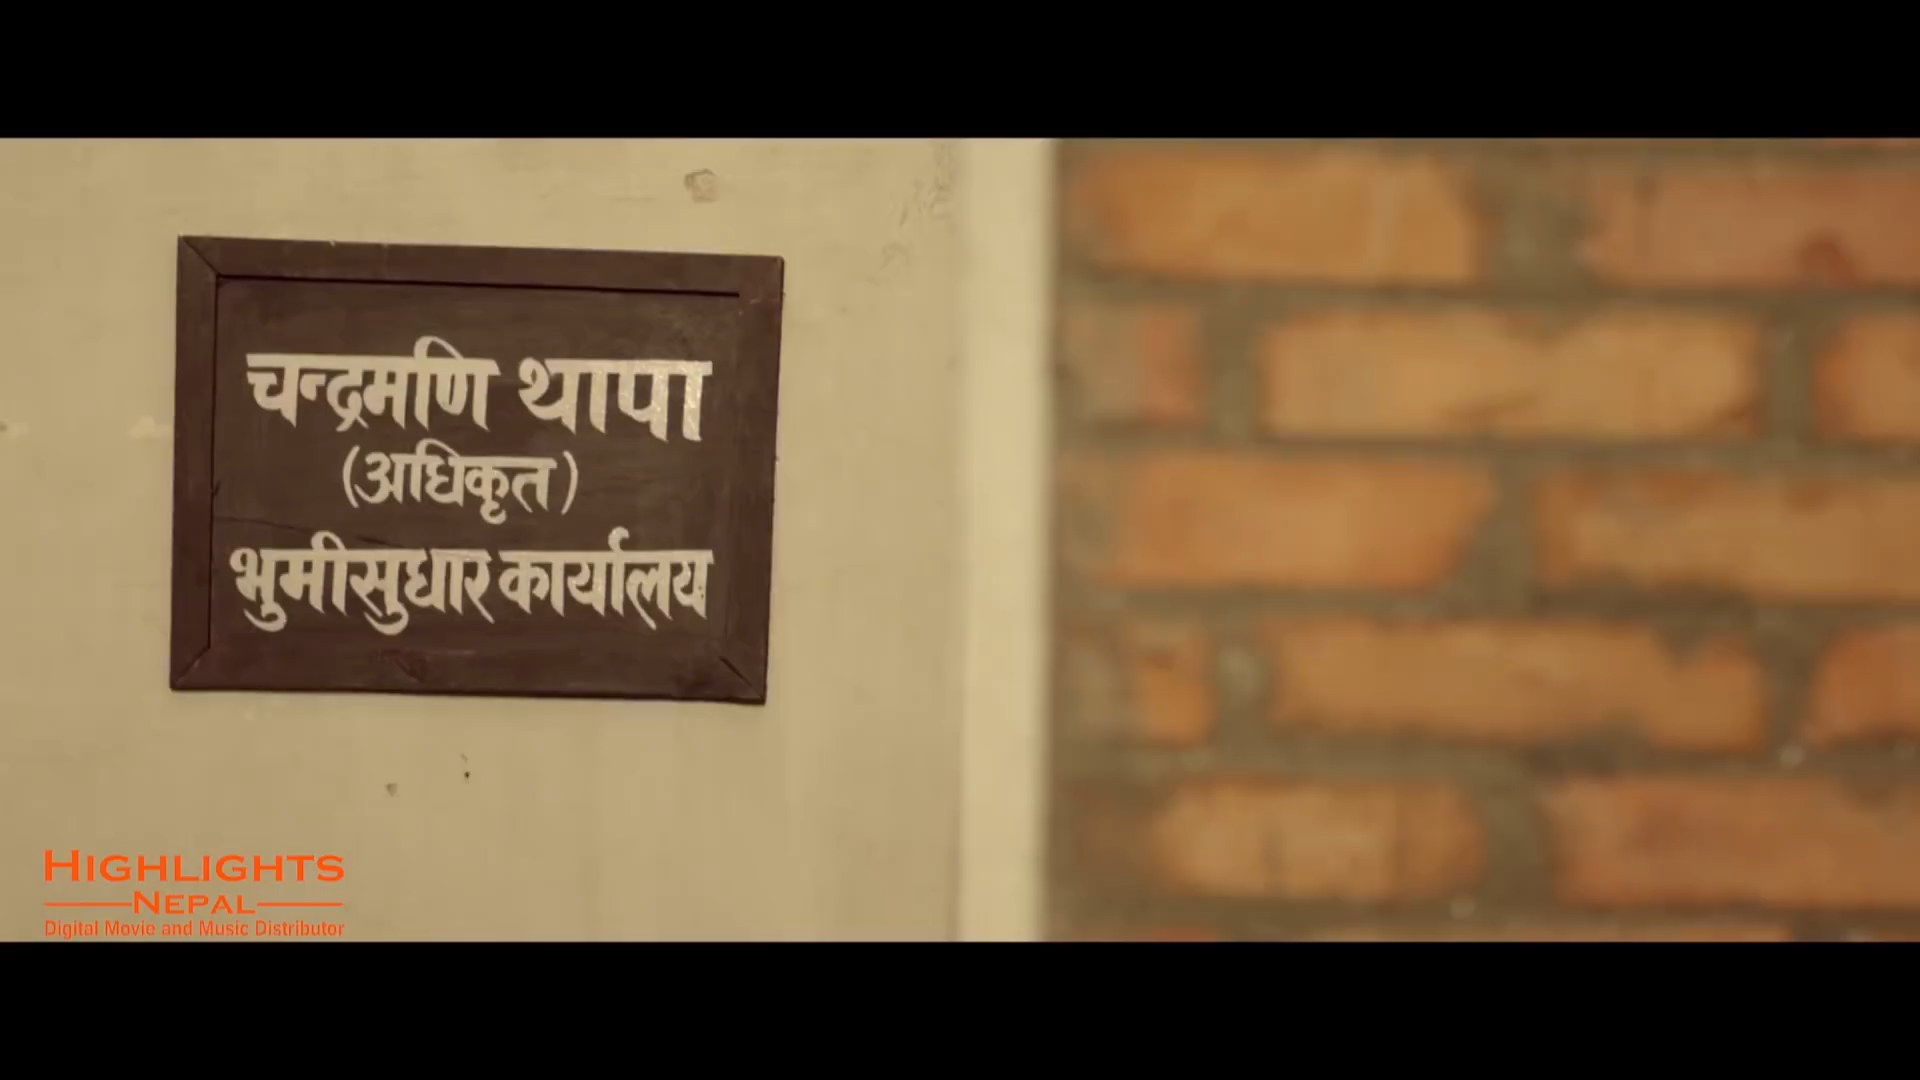 चन्द्रमणि थापा
(अधिकृत)
भुमीसुधार कार्यालय
HIGHLIGHTS
NEPAL
Digital Movie and Music Distributor